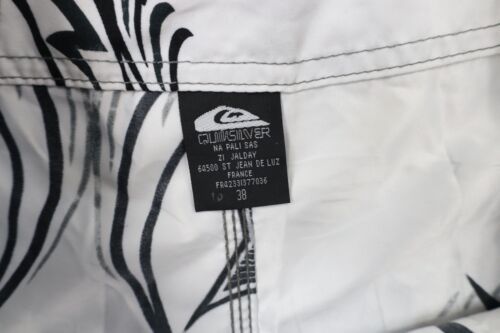 QUIKSILVER
NA PALI SAS
ZI JALDAY
64500 ST JEAN DE LUZ
FRANCE
FR42331377036
38